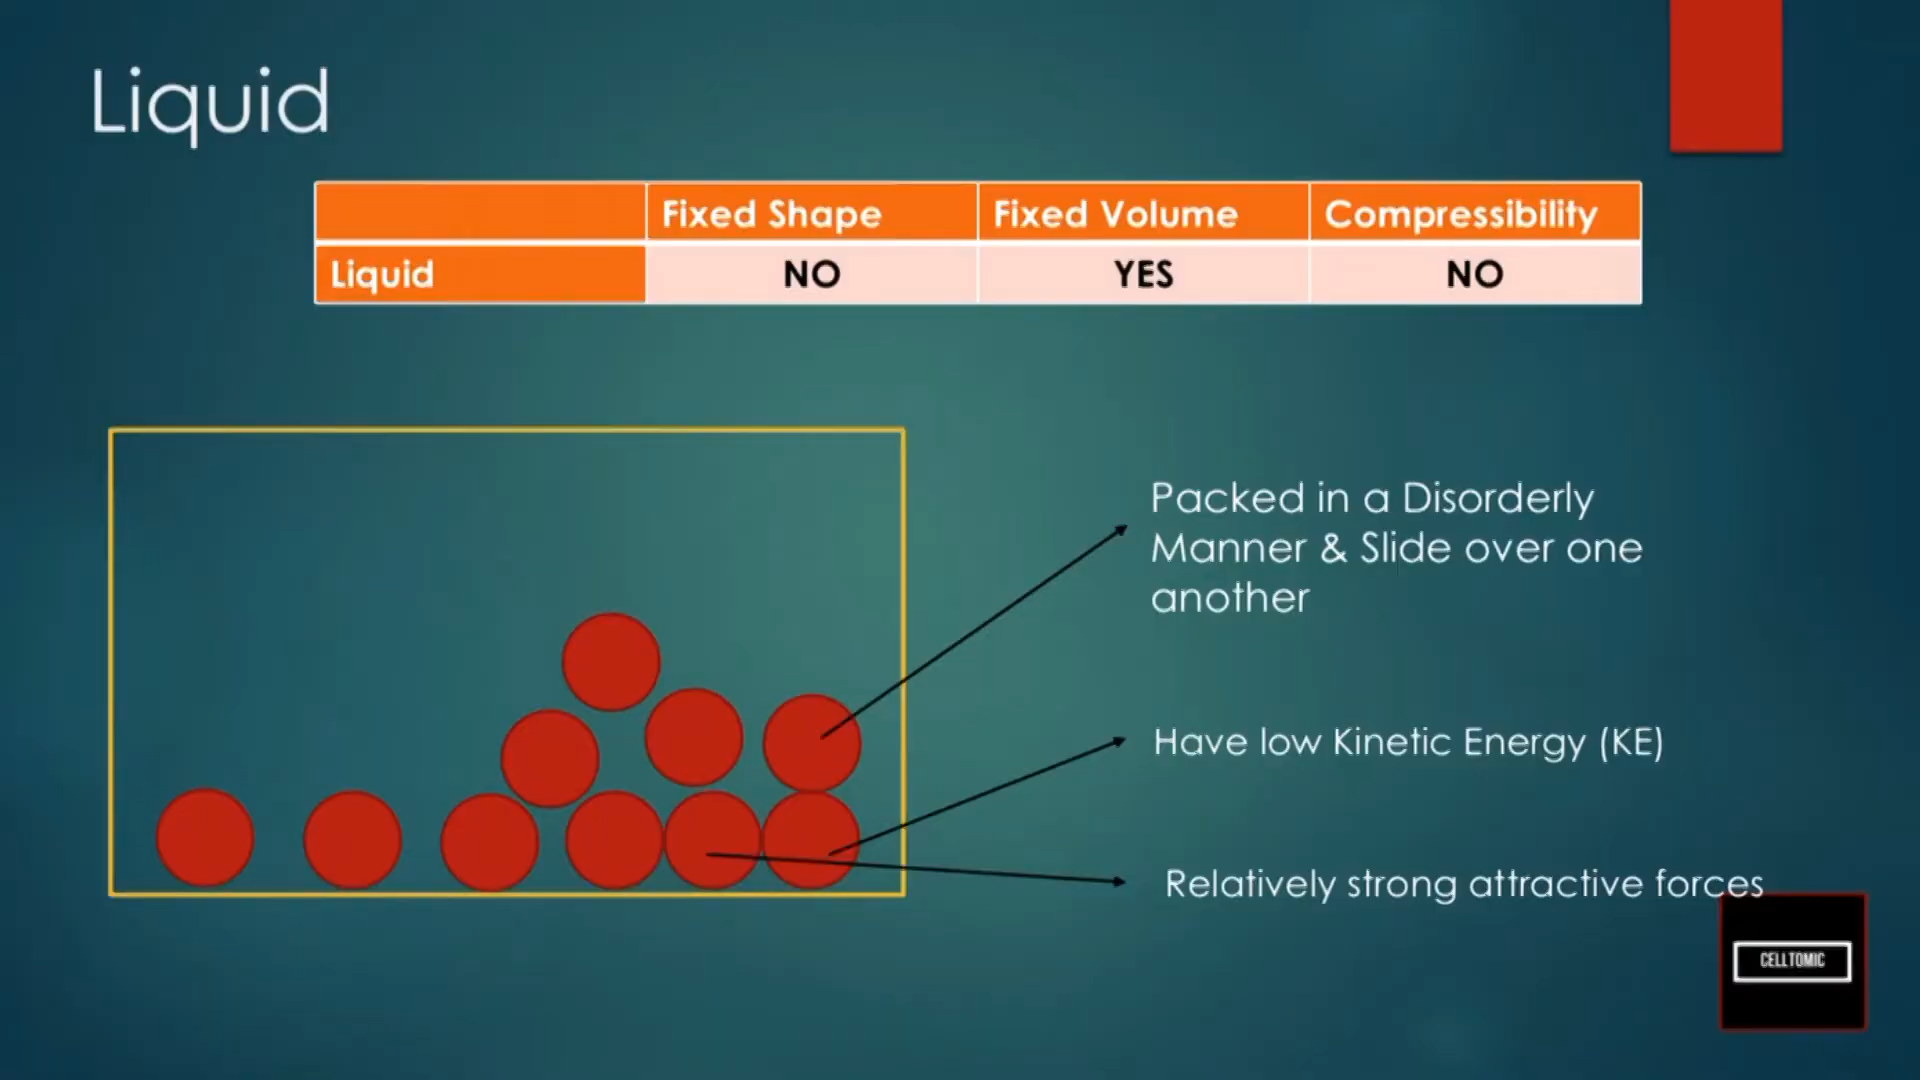 Liquid
Fixed Shape Fixed Volume Compressibility
Liquid NO YES NO
Packed in a Disorderly
Manner & Slide over one
another
Have low Kinetic Energy (KE)
Relatively strong attractive forces
CELLTOMIC